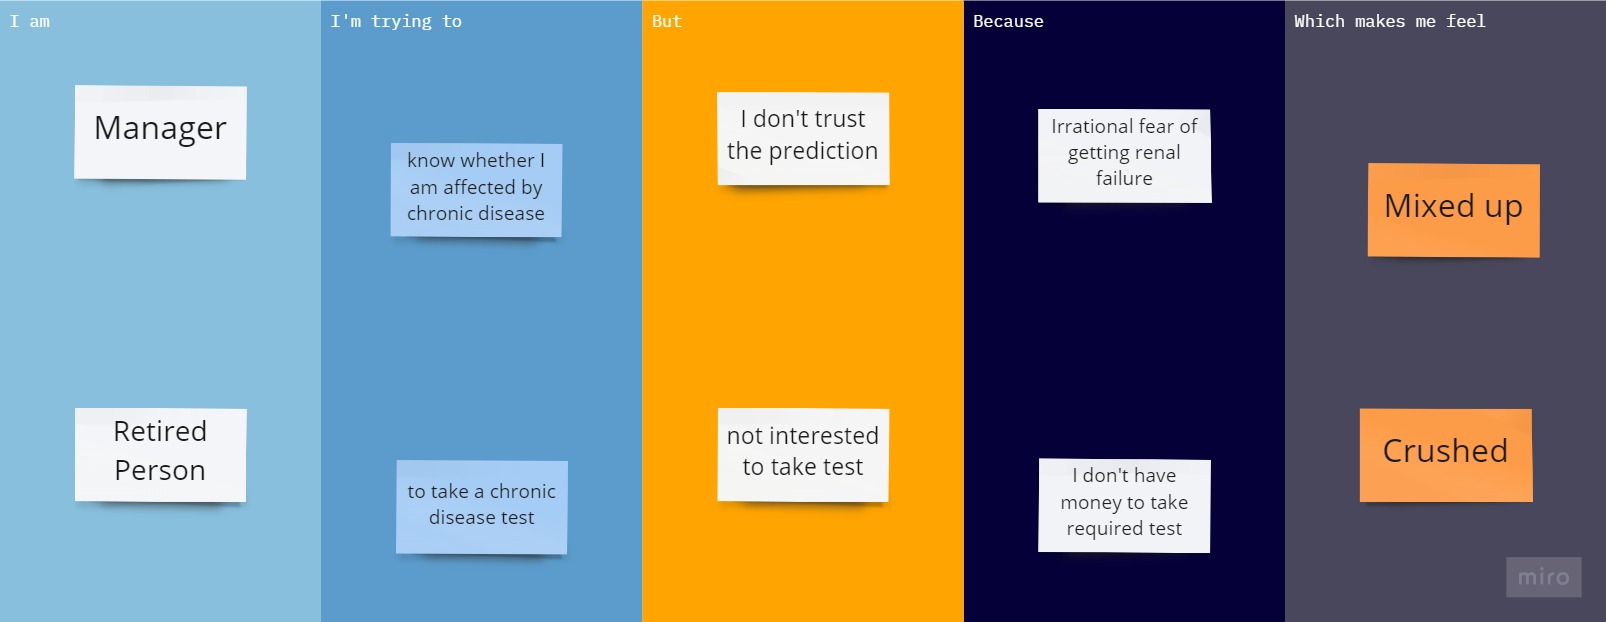 I am
I'm trying to
But
Because
Which makes me feel
Manager
know whether I
am affected by
chronic disease
I don't trust
the prediction
Irrational fear of
getting renal
failure
Mixed up
Retired
Person
to take a chronic
disease test
not interested
to take test
I don't have
money to take
required test
Crushed
miro